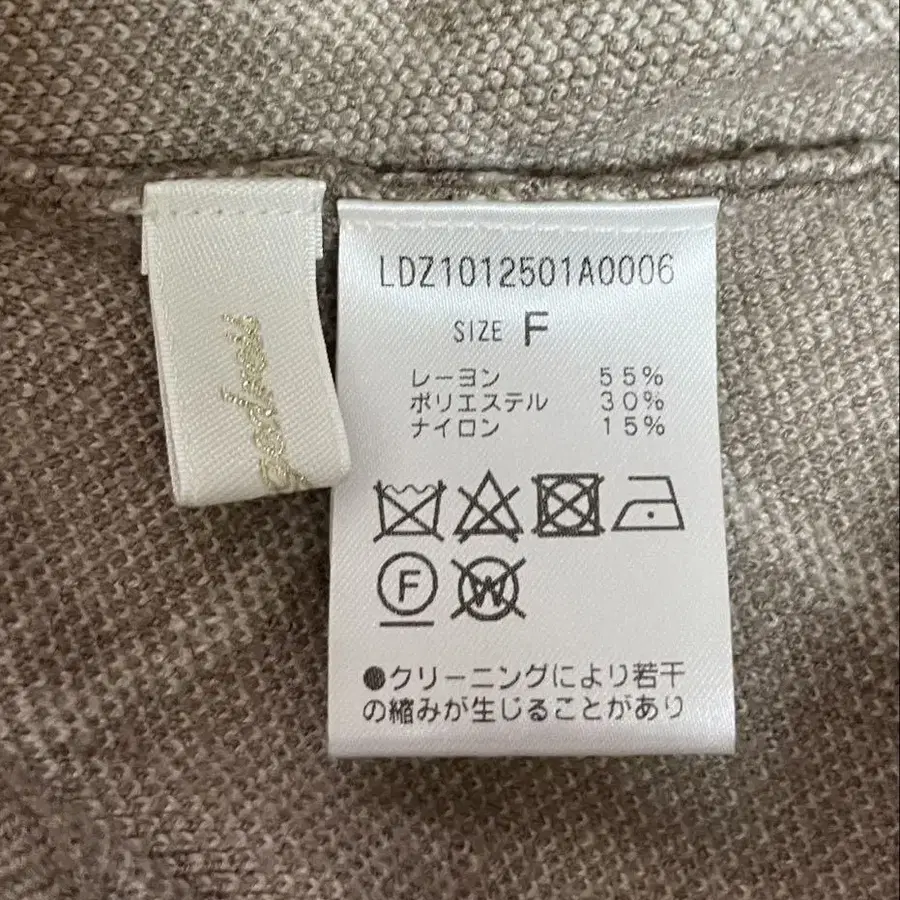 LDZ1012501A0006
SIZE F
レーヨン 55%
ポリエステル 30%
ナイロン 15%
F
W
●クリーニングにより若干
の縮みが生じることがあり